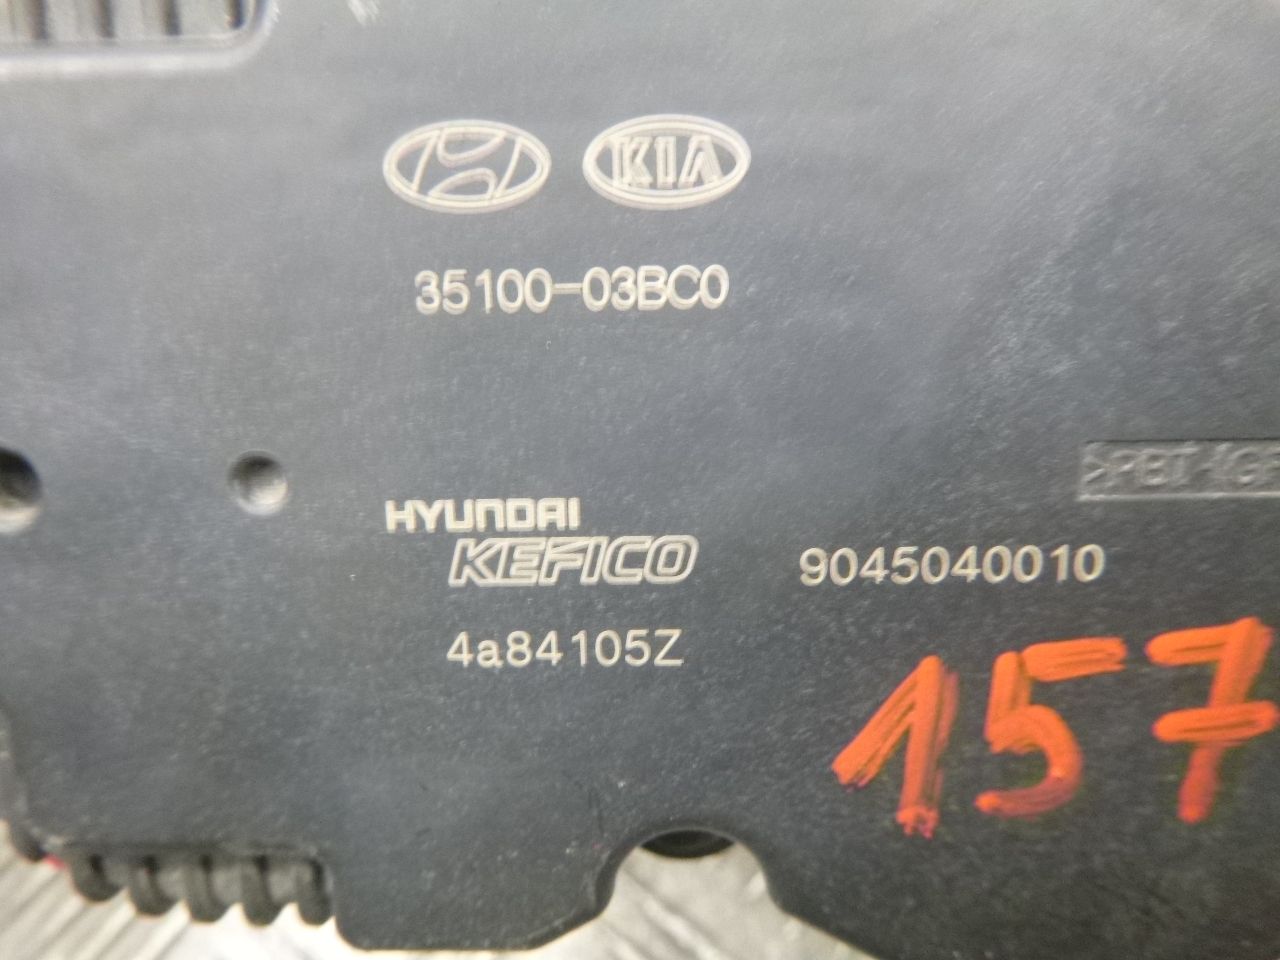 KIA
35100-03BC0
HYUNDAI
KEFICO
9045040010
4a84105Z
157